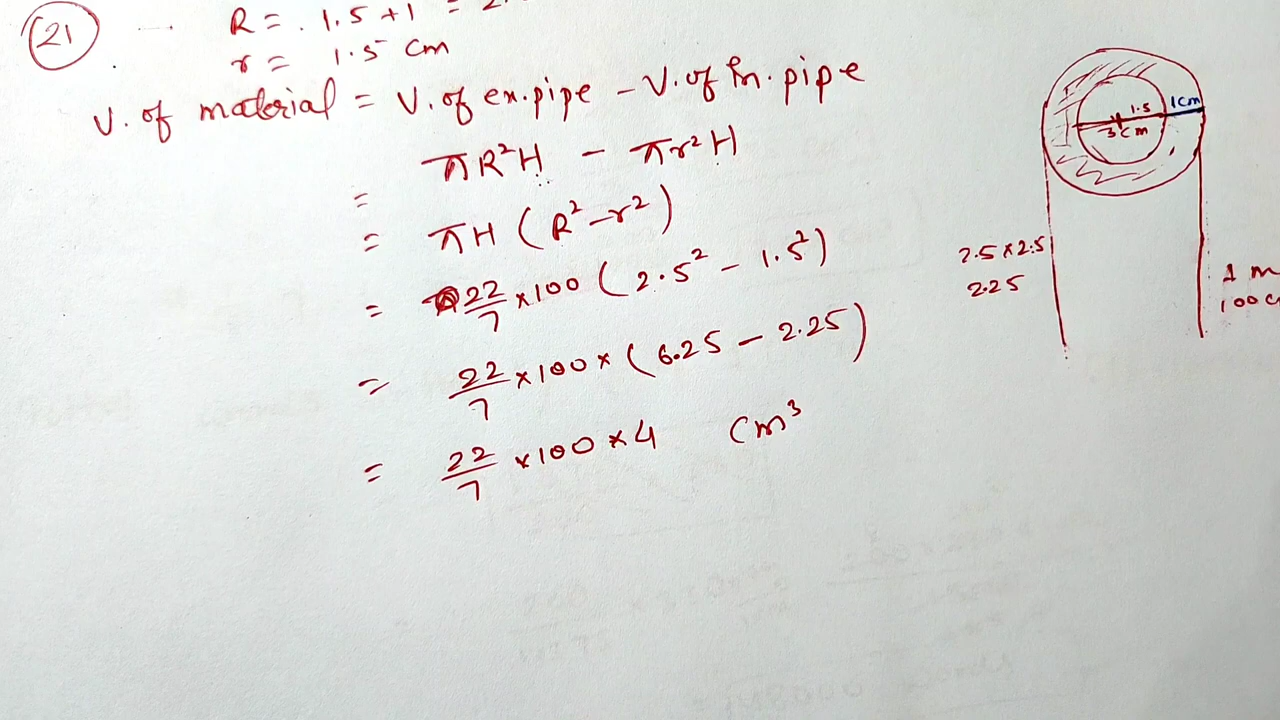 21
R = . 1.5 + 1 = 2.
r = 1.5 cm
V. of material = V. of ex. pipe - V. of In. pipe
= πR²H - πr²H
= πH (R² - r²)
= 22/7 × 100 (2.5² - 1.5²)
= 22/7 × 100 × (6.25 - 2.25)
= 22/7 × 100 × 4 cm³
1.5 1cm
3cm
2.5 × 2.5
2.25
1 m
100 c